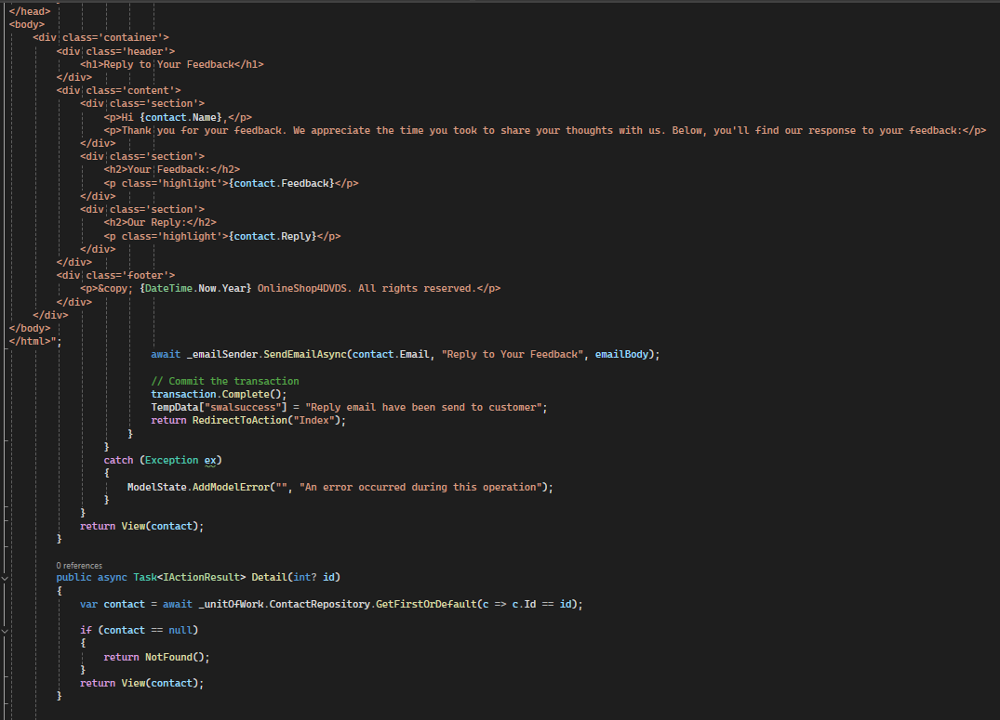 </head>
<body>
<div class='container'>
<div class='header'>
<h1>Reply to Your Feedback</h1>
</div>
<div class='content'>
<div class='section'>
<p>Hi {contact.Name},</p>
<p>Thank you for your feedback. We appreciate the time you took to share your thoughts with us. Below, you'll find our response to your feedback:</p>
</div>
<div class='section'>
<h2>Your Feedback:</h2>
<p class='highlight'>{contact.Feedback}</p>
</div>
<div class='section'>
<h2>Our Reply:</h2>
<p class='highlight'>{contact.Reply}</p>
</div>
</div>
<div class='footer'>
<p>&copy; {DateTime.Now.Year} OnlineShop4DVDS. All rights reserved.</p>
</div>
</div>
</body>
</html>";
await _emailSender.SendEmailAsync(contact.Email, "Reply to Your Feedback", emailBody);
// Commit the transaction
transaction.Complete();
TempData["swalsuccess"] = "Reply email have been send to customer";
return RedirectToAction("Index");
}
}
catch (Exception ex)
{
ModelState.AddModelError("", "An error occurred during this operation");
}
}
return View(contact);
}
0 references
public async Task<IActionResult> Detail(int? id)
{
var contact = await _unitOfWork.ContactRepository.GetFirstOrDefault(c => c.Id == id);
if (contact == null)
{
return NotFound();
}
return View(contact);
}